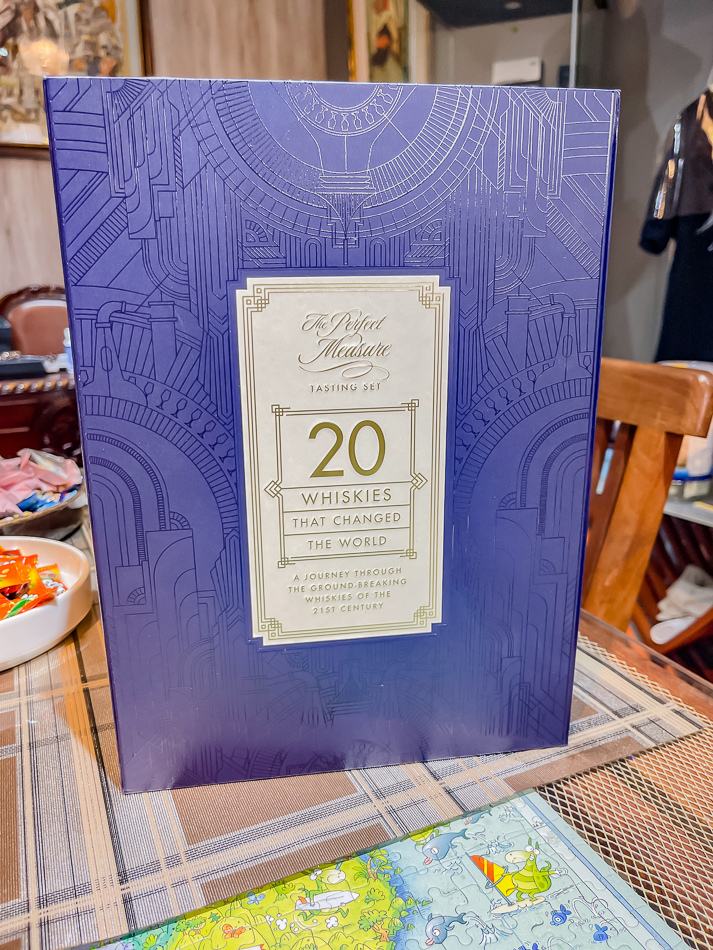 The Perfect
Measure
TASTING SET
20
WHISKIES
THAT CHANGED
THE WORLD
A JOURNEY THROUGH
THE GROUND-BREAKING
WHISKIES OF THE
21ST CENTURY